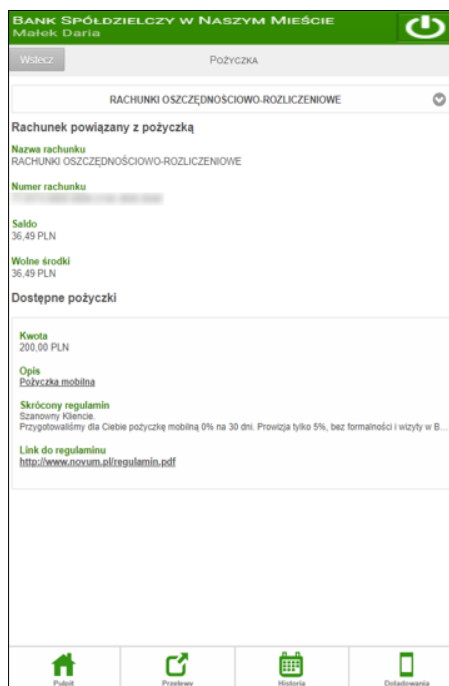 BANK SPÓŁDZIELCZY W NASZYM MIEŚCIE
Małek Daria
Wstecz
POŻYCZKA
RACHUNKI OSZCZĘDNOŚCIOWO-ROZLICZENIOWE
Rachunek powiązany z pożyczką
Nazwa rachunku
RACHUNKI OSZCZĘDNOŚCIOWO-ROZLICZENIOWE
Numer rachunku
Saldo
36,49 PLN
Wolne środki
36,49 PLN
Dostępne pożyczki
Kwota
200,00 PLN
Opis
Pożyczka mobilna
Skrócony regulamin
Szanowny Kliencie.
Przygotowaliśmy dla Ciebie pożyczkę mobilną 0% na 30 dni. Prowizja tylko 5%, bez formalności i wizyty w B...
Link do regulaminu
http://www.novum.pl/regulamin.pdf
Pulpit
Przelewy
Historia
Doładowania